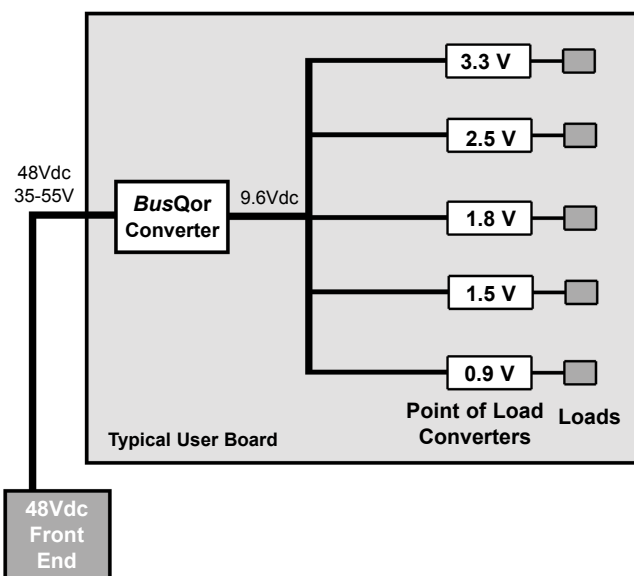 3.3 V
2.5 V
48Vdc
35-55V
BusQor
Converter
9.6Vdc
1.8 V
1.5 V
0.9 V
Point of Load
Converters
Loads
Typical User Board
48Vdc
Front
End